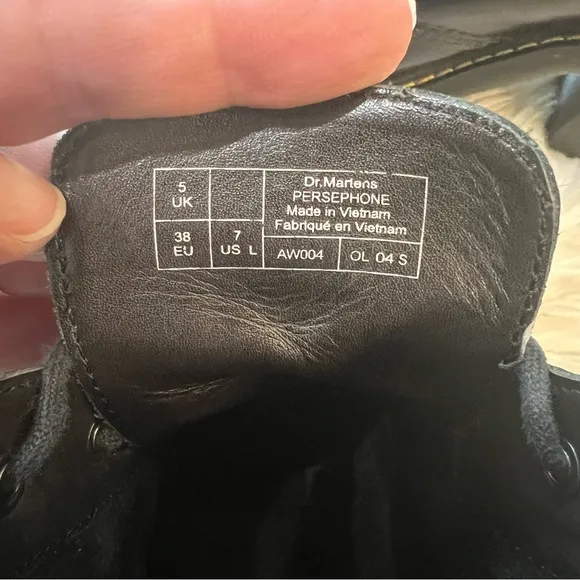 5
UK
38
EU
7
US L
Dr.Martens
PERSEPHONE
Made in Vietnam
Fabriqué en Vietnam
AW004
OL 04 S